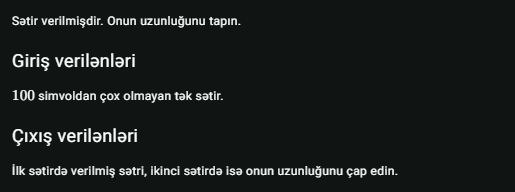 Sətir verilmişdir. Onun uzunluğunu tapın.
Giriş verilənləri
100 simvoldan çox olmayan tək sətir.
Çıxış verilənləri
İlk sətirdə verilmiş sətri, ikinci sətirdə isə onun uzunluğunu çap edin.